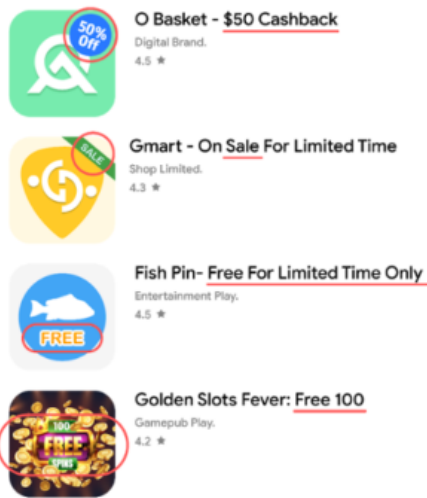 50%
Off
O Basket - $50 Cashback
Digital Brand.
4.5 ★
SALE
Gmart - On Sale For Limited Time
Shop Limited.
4.3 ★
FREE
Fish Pin- Free For Limited Time Only
Entertainment Play.
4.5 ★
100
FREE
SPINS
Golden Slots Fever: Free 100
Gamepub Play.
4.2 ★